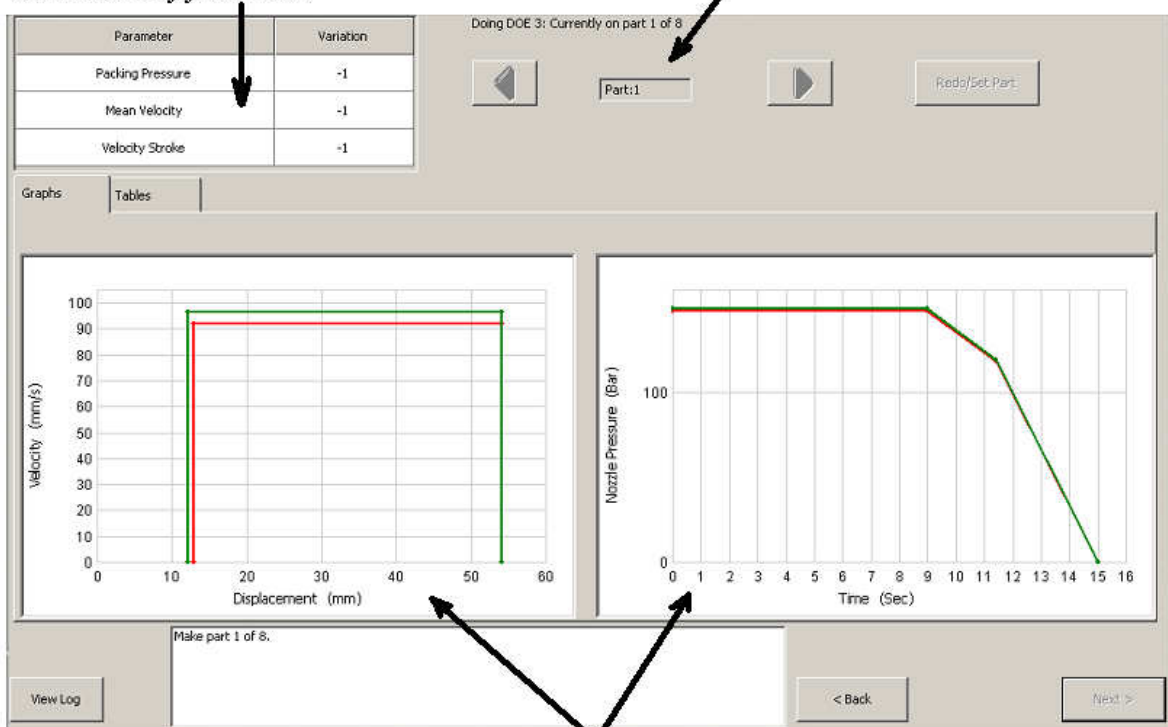 Doing DOE 3: Currently on part 1 of 8
Parameter Variation
Packing Pressure -1
Mean Velocity -1
Velocity Stroke -1
Part:1
Redo/Set Part
Graphs Tables
Velocity (mm/s)
100
90
80
70
60
50
40
30
20
10
0
0 10 20 30 40 50 60
Displacement (mm)
Nozzle Pressure (Bar)
100
0
0 1 2 3 4 5 6 7 8 9 10 11 12 13 14 15 16
Time (Sec)
Make part 1 of 8.
View Log
< Back
Next >